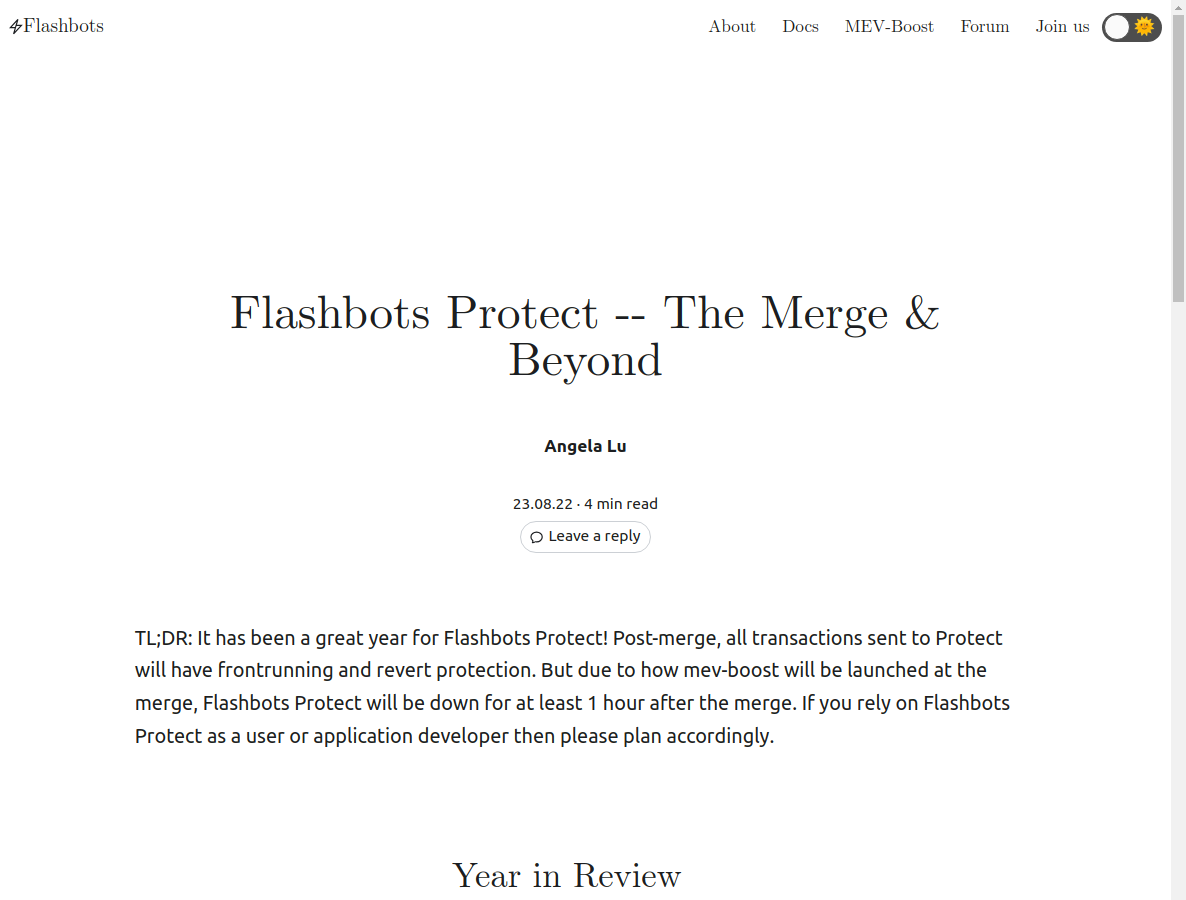 Flashbots
About Docs MEV-Boost Forum Join us
Flashbots Protect -- The Merge &
Beyond
Angela Lu
23.08.22 · 4 min read
Leave a reply
TL;DR: It has been a great year for Flashbots Protect! Post-merge, all transactions sent to Protect
will have frontrunning and revert protection. But due to how mev-boost will be launched at the
merge, Flashbots Protect will be down for at least 1 hour after the merge. If you rely on Flashbots
Protect as a user or application developer then please plan accordingly.
Year in Review